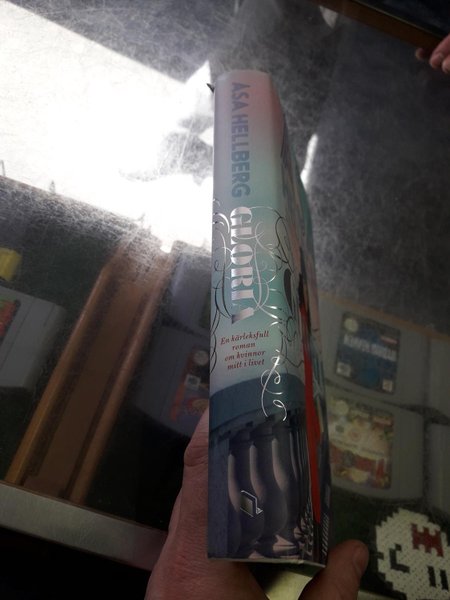 ÅSA HELLBERG
GLORIA
En kärleksfull
roman
om kvinnor
mitt i livet